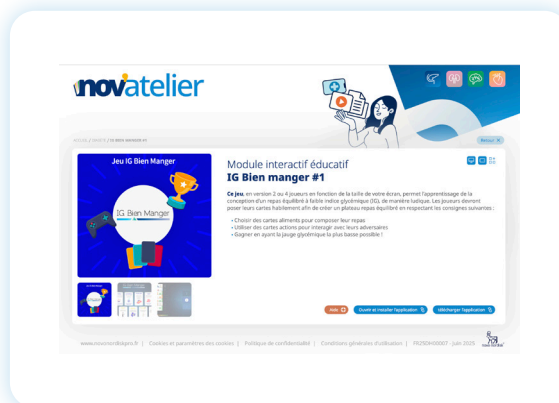 novatelier
ACCUEIL / DIABÈTE / IG BIEN MANGER #1
Retour
Jeu IG Bien Manger
IG Bien Manger
Module interactif éducatif
IG Bien manger #1
Ce jeu, en version 2 ou 4 joueurs en fonction de la taille de votre écran, permet l'apprentissage de la
conception d'un repas équilibré à faible indice glycémique (IG), de manière ludique. Les joueurs devront
poser leurs cartes habilement afin de créer un plateau repas équilibré en respectant les consignes suivantes :
• Choisir des cartes aliments pour composer leur repas
• Utiliser des cartes actions pour interagir avec leurs adversaires
• Gagner en ayant la jauge glycémique la plus basse possible !
Aide
Ouvrir et installer l'application
télécharger l'application
www.novonordiskpro.fr | Cookies et paramètres des cookies | Politique de confidentialité | Conditions générales d'utilisation | FR25DI00007 - Juin 2025
novo nordisk